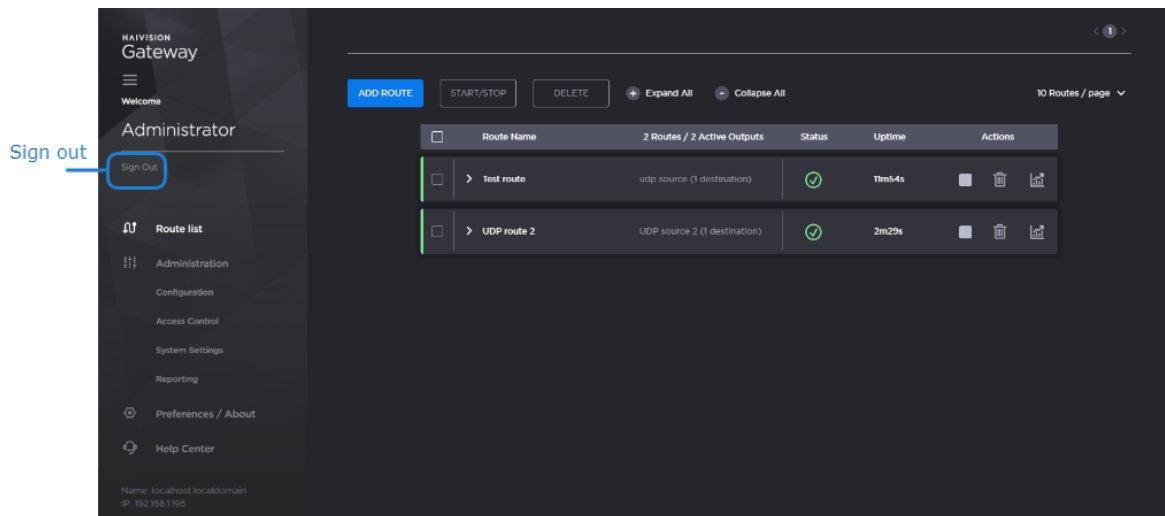 HAIVISION
Gateway
Welcome
Administrator
Sign out
Sign Out
Route list
Administration
Configuration
Access Control
System Settings
Reporting
Preferences / About
Help Center
Name: localhost.localdomain
IP: 192.168.1.195
< 1 >
ADD ROUTE START/STOP DELETE + Expand All - Collapse All 10 Routes / page
Route Name 2 Routes / 2 Active Outputs Status Uptime Actions
Test route udp source (1 destination) 11m54s
UDP route 2 UDP source 2 (1 destination) 2m29s